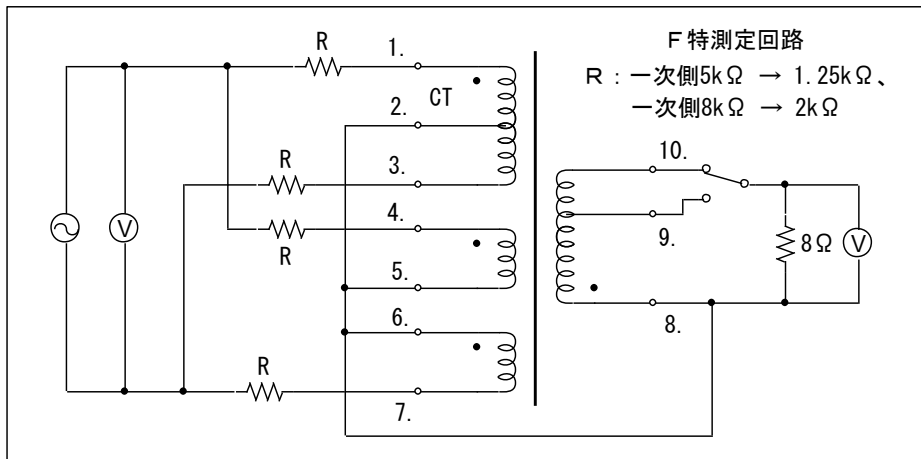 F特測定回路
R : 一次側5kΩ → 1.25kΩ、
一次側8kΩ → 2kΩ
R
1.
CT
2.
R
3.
R
4.
5.
6.
R
7.
10.
9.
8Ω
8.
V
V